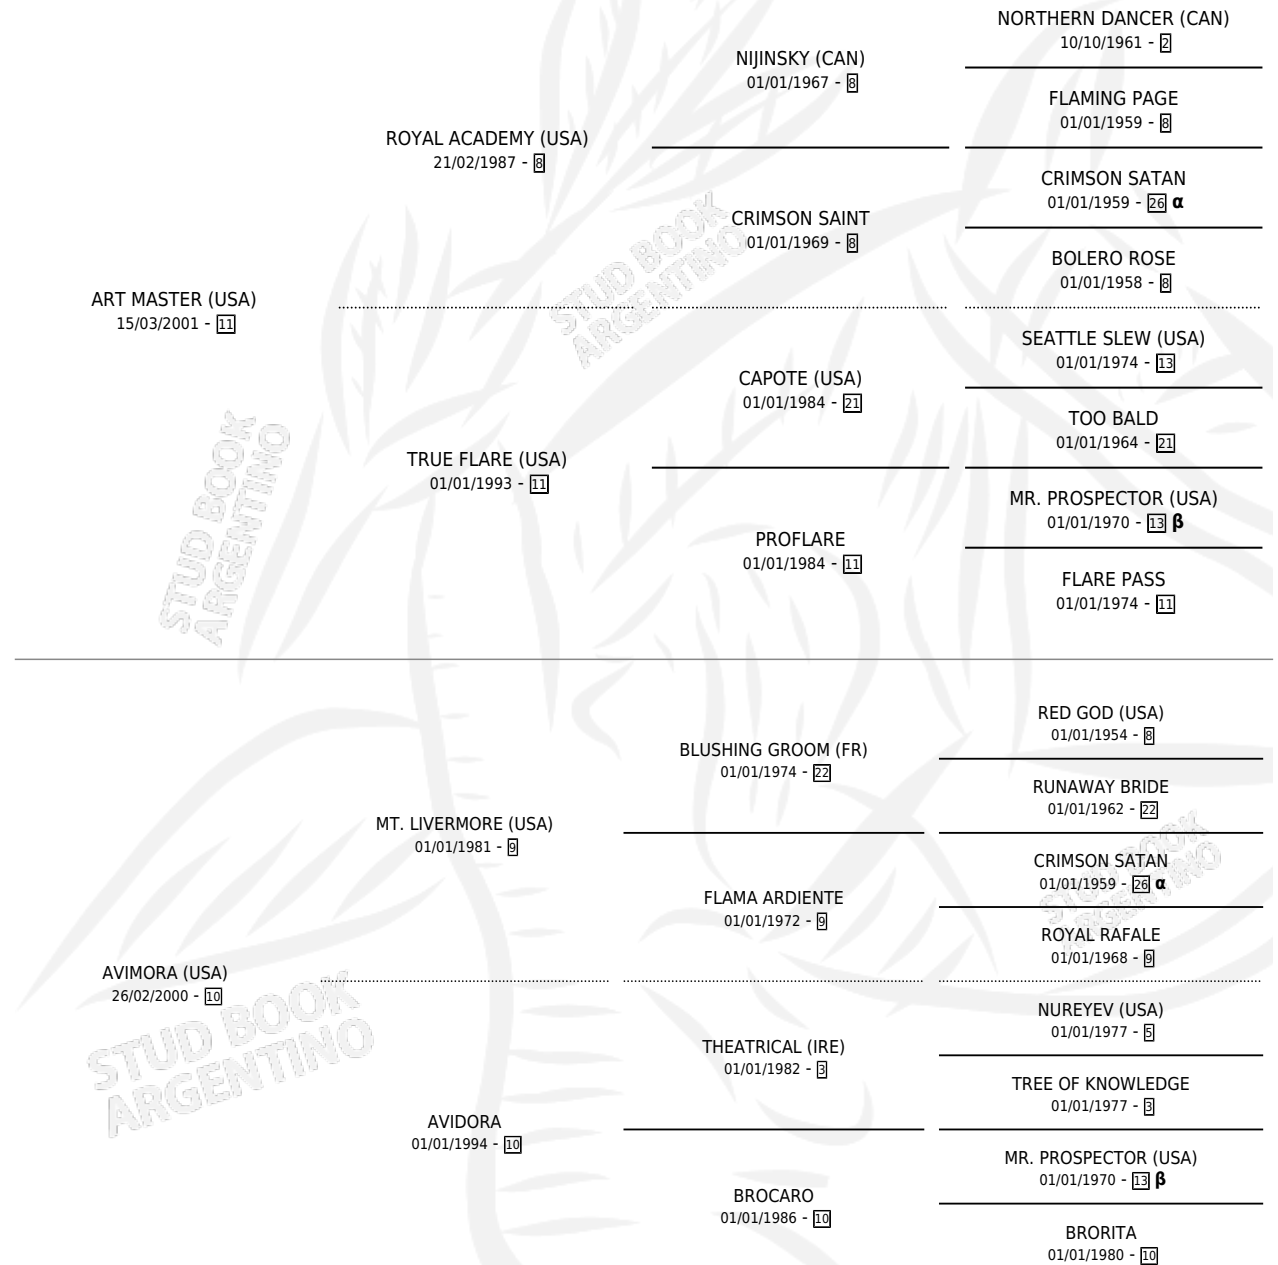 NORTHERN DANCER (CAN)
10/10/1961 - 2
NIJINSKY (CAN)
01/01/1967 - 8
FLAMING PAGE
01/01/1959 - 8
ROYAL ACADEMY (USA)
21/02/1987 - 8
CRIMSON SATAN
01/01/1959 - 26 α
CRIMSON SAINT
01/01/1969 - 8
BOLERO ROSE
01/01/1958 - 8
STUD BOOK
ARGENTINO
ART MASTER (USA)
15/03/2001 - 11
SEATTLE SLEW (USA)
01/01/1974 - 13
CAPOTE (USA)
01/01/1984 - 21
TOO BALD
01/01/1964 - 21
TRUE FLARE (USA)
01/01/1993 - 11
MR. PROSPECTOR (USA)
01/01/1970 - 13 β
PROFLARE
01/01/1984 - 11
FLARE PASS
01/01/1974 - 11
STUD BOOK
ARGENTINO
RED GOD (USA)
01/01/1954 - 8
BLUSHING GROOM (FR)
01/01/1974 - 22
RUNAWAY BRIDE
01/01/1962 - 22
MT. LIVERMORE (USA)
01/01/1981 - 9
CRIMSON SATAN
01/01/1959 - 26 α
FLAMA ARDIENTE
01/01/1972 - 9
ROYAL RAFALE
01/01/1968 - 9
STUD BOOK
ARGENTINO
AVIMORA (USA)
26/02/2000 - 10
NUREYEV (USA)
01/01/1977 - 5
THEATRICAL (IRE)
01/01/1982 - 3
TREE OF KNOWLEDGE
01/01/1977 - 3
AVIDORA
01/01/1994 - 10
MR. PROSPECTOR (USA)
01/01/1970 - 13 β
BROCARO
01/01/1986 - 10
BRORITA
01/01/1980 - 10
STUD BOOK
ARGENTINO